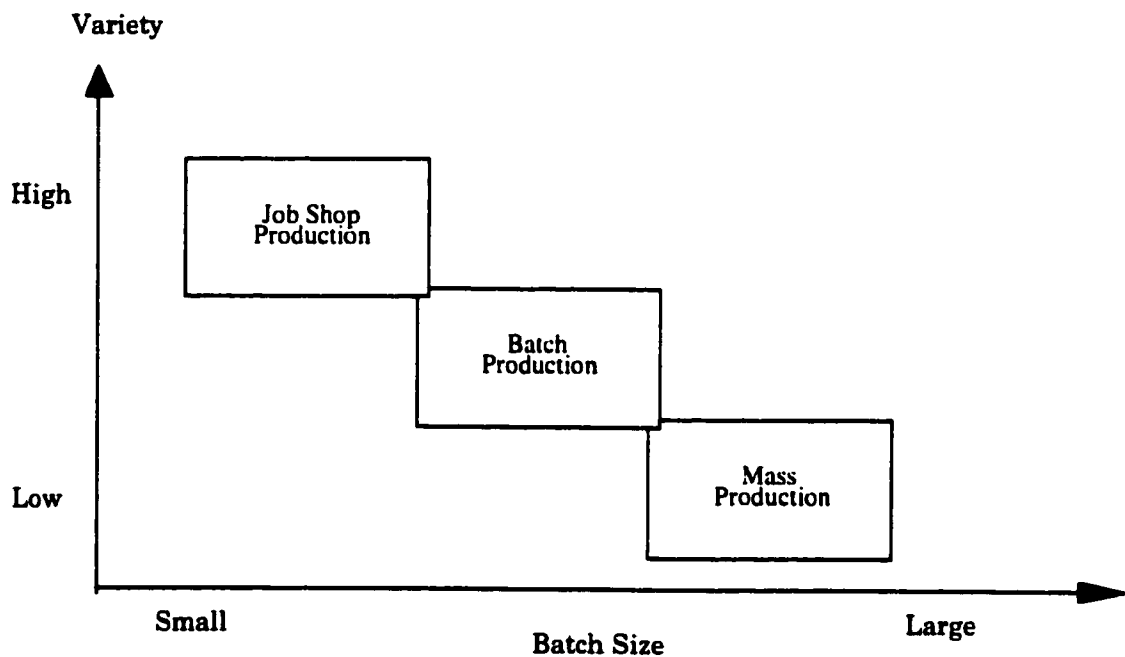 Variety
High
Job Shop
Production
Batch
Production
Low
Mass
Production
Small
Large
Batch Size